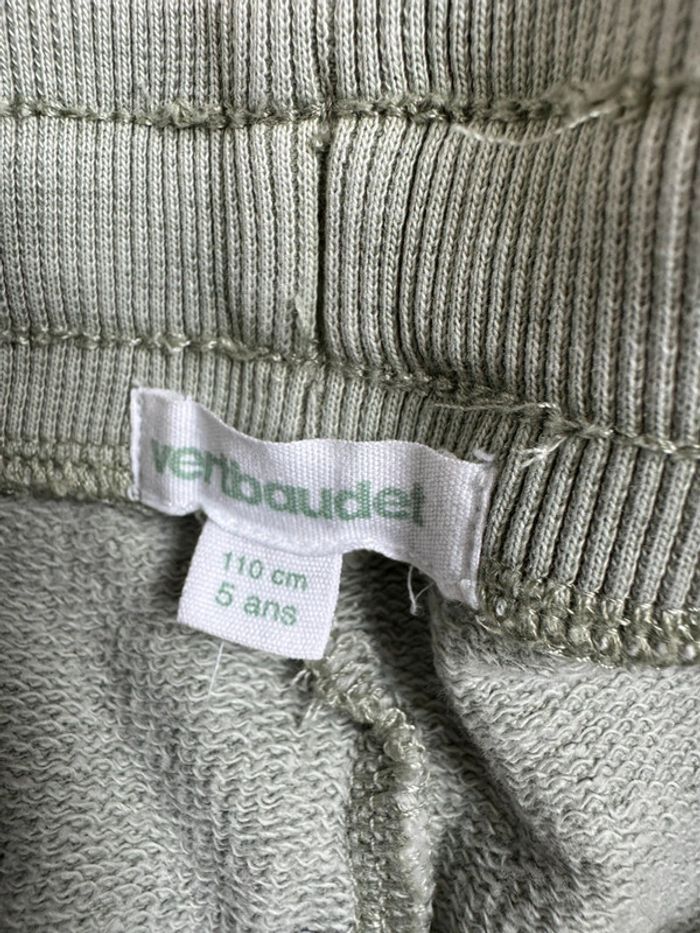 vertbaudet
110 cm
5 ans